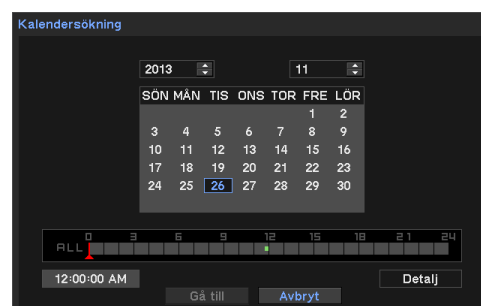 Kalendersökning
2013 11
SÖN MÅN TIS ONS TOR FRE LÖR
1 2
3 4 5 6 7 8 9
10 11 12 13 14 15 16
17 18 19 20 21 22 23
24 25 26 27 28 29 30
0 3 6 9 12 15 18 21 24
ALL
12:00:00 AM Detalj
Gå till Avbryt